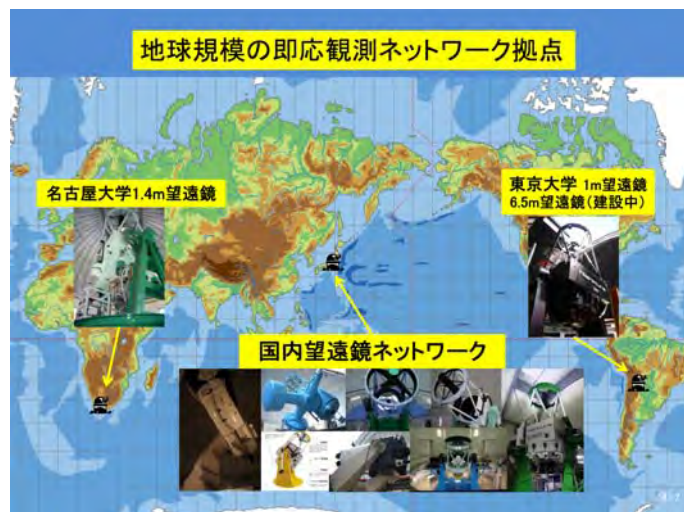 地球規模の即応観測ネットワーク拠点
名古屋大学1.4m望遠鏡
東京大学 1m望遠鏡
6.5m望遠鏡(建設中)
国内望遠鏡ネットワーク